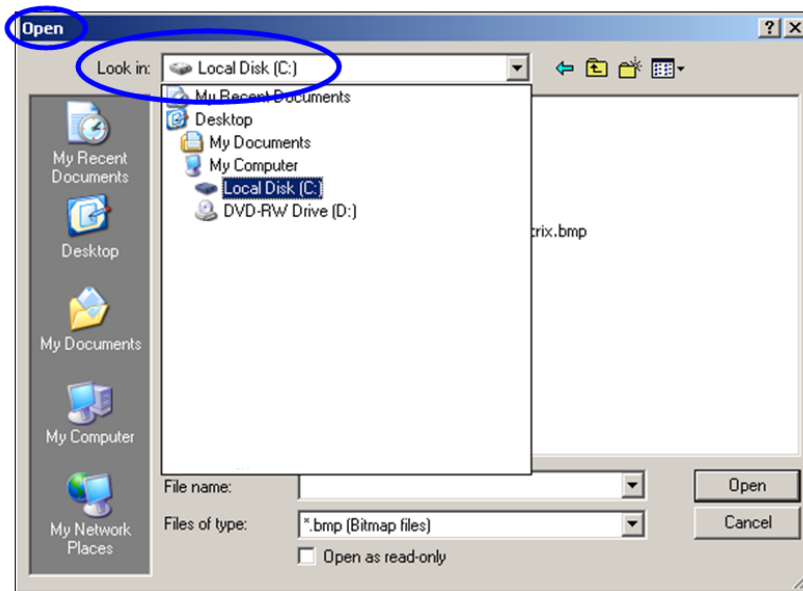 Open
Look in: Local Disk (C:)
My Recent Documents
Desktop
My Documents
My Computer
Local Disk (C:)
DVD-RW Drive (D:)
My Recent
Documents
Desktop
My Documents
My Computer
My Network
Places
trix.bmp
File name:
Open
Files of type: *.bmp (Bitmap files)
Cancel
Open as read-only